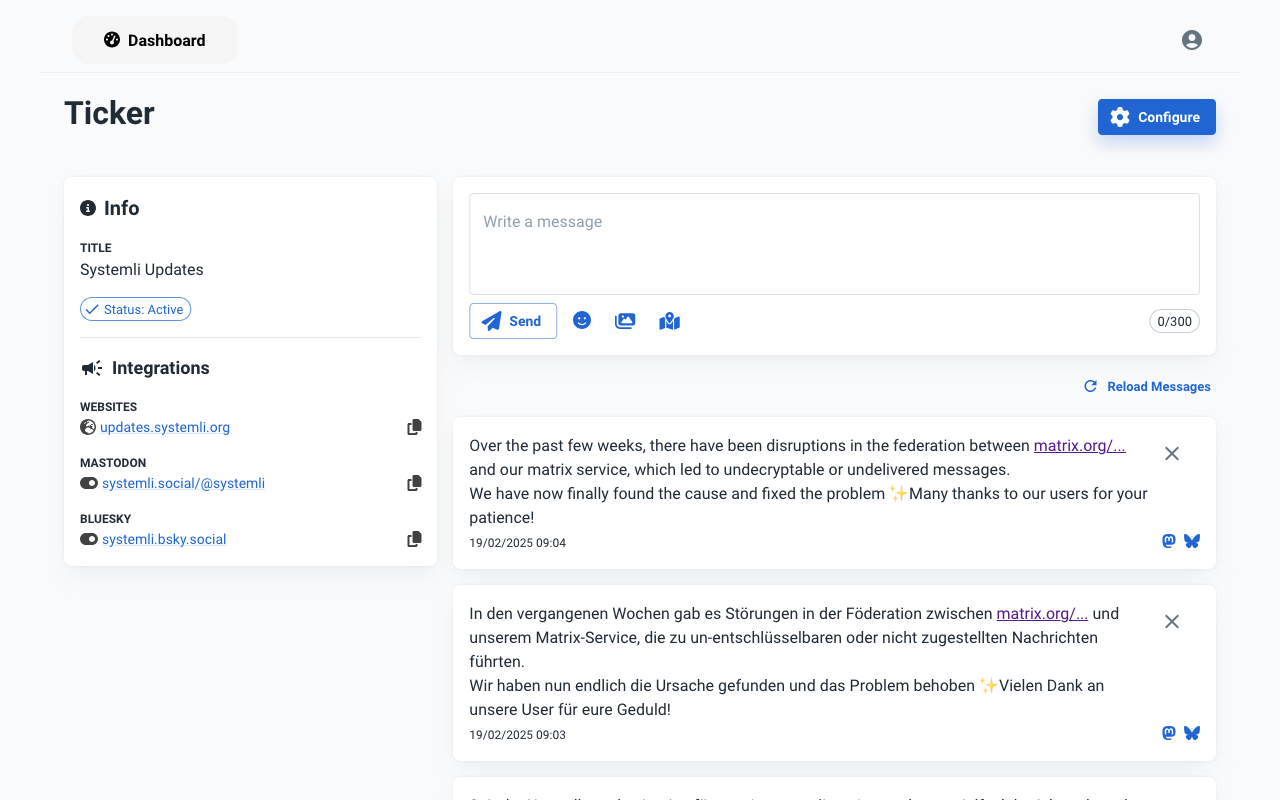 Dashboard
Ticker
Configure
Info
TITLE
Systemli Updates
Status: Active
Integrations
WEBSITES
updates.systemli.org
MASTODON
systemli.social/@systemli
BLUESKY
systemli.bsky.social
Write a message
Send
0/300
Reload Messages
Over the past few weeks, there have been disruptions in the federation between matrix.org/...
and our matrix service, which led to undecryptable or undelivered messages.
We have now finally found the cause and fixed the problem ✨Many thanks to our users for your
patience!
19/02/2025 09:04
In den vergangenen Wochen gab es Störungen in der Föderation zwischen matrix.org/... und
unserem Matrix-Service, die zu un-entschlüsselbaren oder nicht zugestellten Nachrichten
führten.
Wir haben nun endlich die Ursache gefunden und das Problem behoben ✨Vielen Dank an
unsere User für eure Geduld!
19/02/2025 09:03